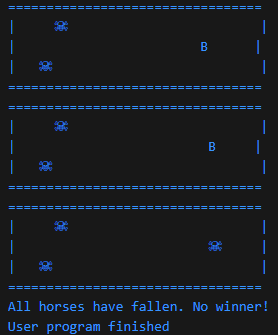 ==================================
|     ☠                         |
|                        B      |
|   ☠                           |
==================================
==================================
|     ☠                         |
|                         B     |
|   ☠                           |
==================================
==================================
|     ☠                         |
|                         ☠     |
|   ☠                           |
==================================
All horses have fallen. No winner!
User program finished